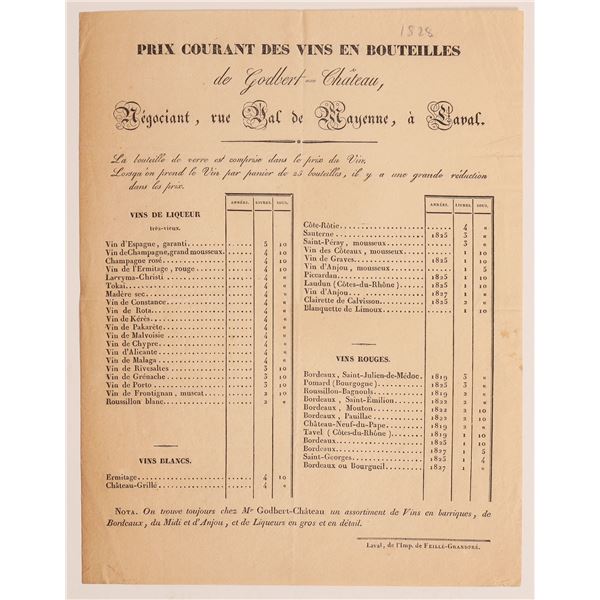 1828
PRIX COURANT DES VINS EN BOUTEILLES
de Godbert-Château,
Négociant, rue Val de Mayenne, à Laval.
La bouteille de verre est comprise dans le prix du Vin.
Lorsqu'on prend le Vin par panier de 25 bouteilles, il y a une grande réduction
dans les prix.
ANNÉES. LIVRES. SOUS.
VINS DE LIQUEUR
très-vieux.
Vin d'Espagne, garanti 5 10
Vin de Champagne, grand mousseux. 4 10
Champagne rosé. 4 10
Vin de l'Ermitage, rouge 4 10
Lacryma-Christi 4 "
Tokai 4 "
Madère sec 4 "
Vin de Constance 4 "
Vin de Rota. 4 "
Vin de Kérès 4 "
Vin de Pakarète 4 "
Vin de Malvoisie 4 "
Vin de Chypre 4 "
Vin d'Alicante 4 "
Vin de Malaga 4 "
Vin de Rivesaltes 3 10
Vin de Grenache 3 10
Vin de Porto 3 10
Vin de Frontignan, muscat 2 10
Roussillon blanc. 2 "
VINS BLANCS.
Ermitage 4 10
Château-Grillé 4 "
ANNÉES. LIVRES. SOUS.
Côte-Rôtie 4 "
Sauterne 1825 3 "
Saint-Péray, mousseux 3 "
Vin des Côteaux, mousseux. 1 10
Vin de Graves 1825 1 10
Vin d'Anjou, mousseux 1 5
Piccardan 1825 1 10
Laudun (Côtes-du-Rhône) 1825 1 10
Vin d'Anjou 1827 1 "
Clairette de Calvisson 1825 2 "
Blanquette de Limoux 1 10
VINS ROUGES.
Bordeaux, Saint-Julien-de-Médoc. 1819 3 "
Pomard (Bourgogne) 1825 3 "
Roussillon-Bagnouls 1819 2 "
Bordeaux, Saint-Emilion 1822 2 "
Bordeaux, Mouton 1822 2 10
Bordeaux, Pauillac 1822 2 10
Château-Neuf-du-Pape 1819 2 "
Tavel (Côtes-du-Rhône) 1819 1 10
Bordeaux 1825 1 10
Bordeaux 1827 1 5
Saint-Georges 1825 1 4
Bordeaux ou Bourgueil 1827 1 "
NOTA. On trouve toujours chez Mr Godbert-Château un assortiment de Vins en barriques, de
Bordeaux, du Midi et d'Anjou, et de Liqueurs en gros et en détail.
Laval, de l'Imp. de FEILLÉ-GRANDPRÉ.